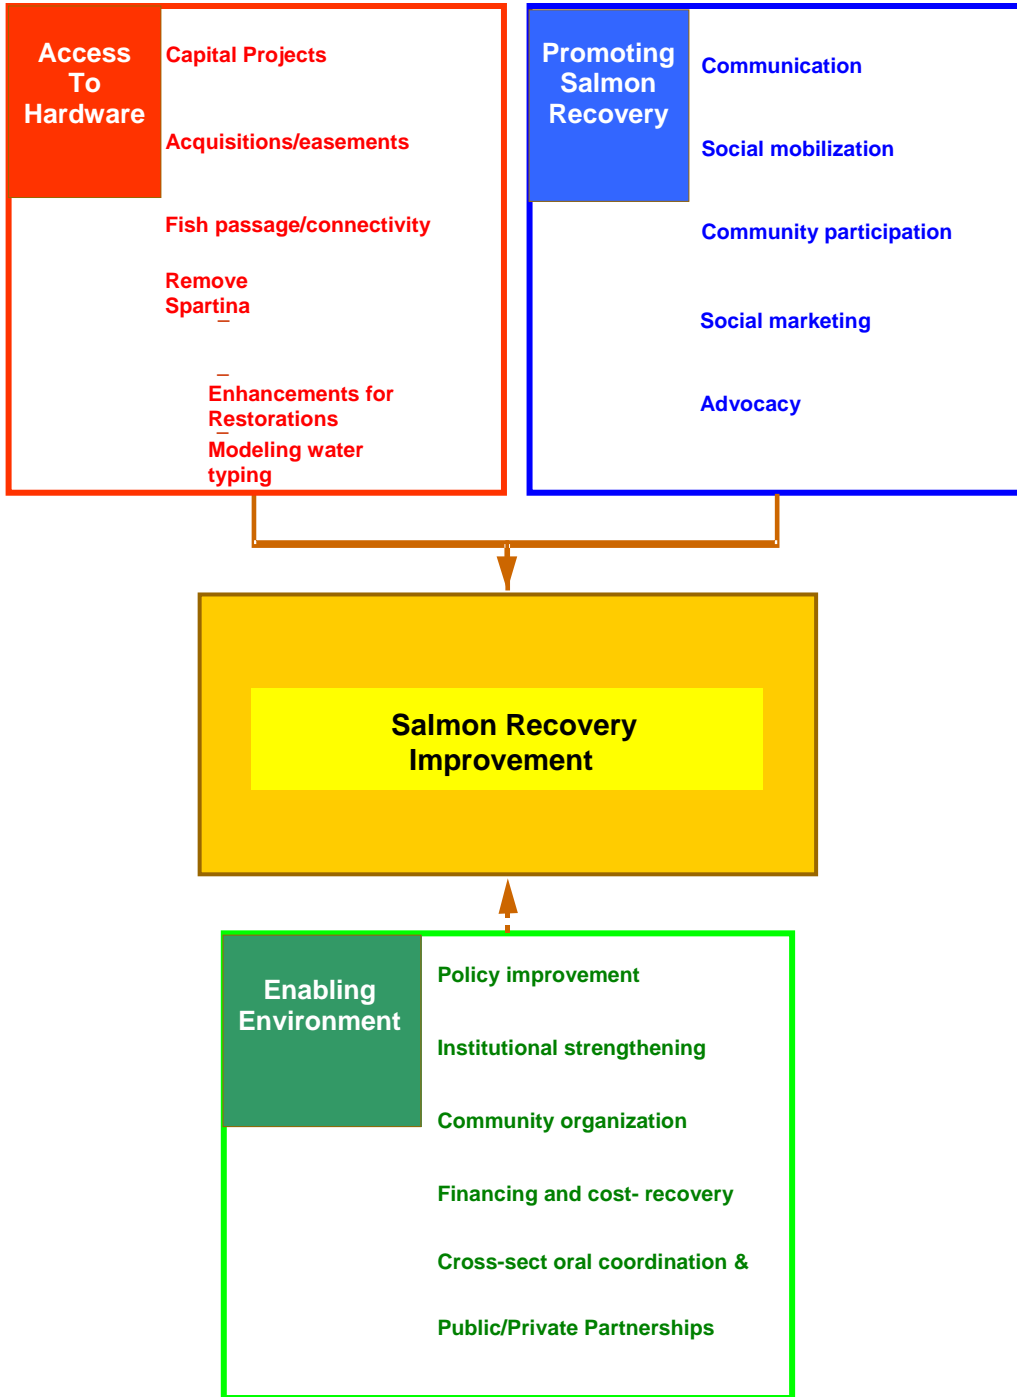 Access
To
Hardware
Capital Projects
Acquisitions/easements
Fish passage/connectivity
Remove
Spartina
–
–
Enhancements for
Restorations
–
Modeling water
typing
Promoting
Salmon
Recovery
Communication
Social mobilization
Community participation
Social marketing
Advocacy
Salmon Recovery
Improvement
Enabling
Environment
Policy improvement
Institutional strengthening
Community organization
Financing and cost- recovery
Cross-sect oral coordination &
Public/Private Partnerships